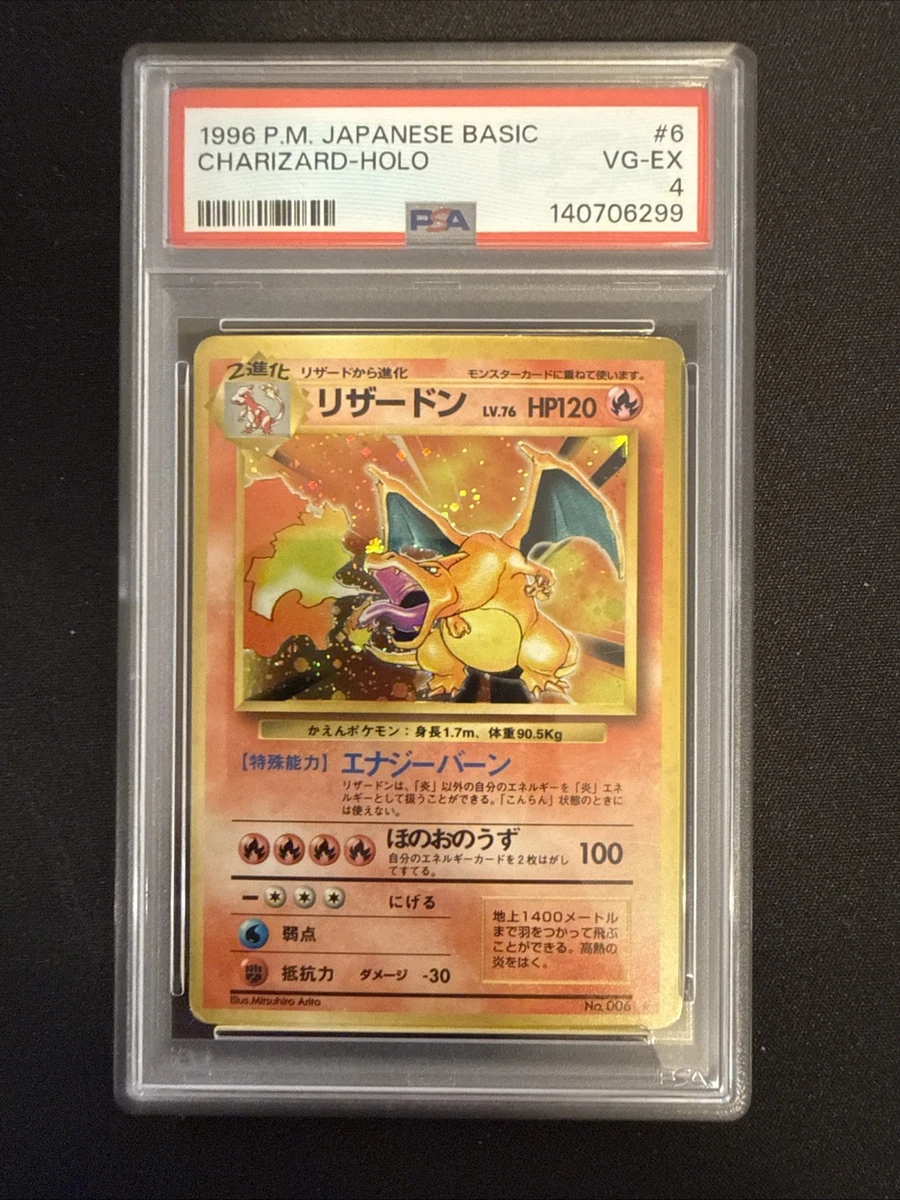 1996 P.M. JAPANESE BASIC #6
CHARIZARD-HOLO VG-EX
4
PSA 140706299
2進化 リザードから進化 モンスターカードに重ねて使います。
リザードン LV.76 HP120
かえんポケモン：身長1.7m、体重90.5Kg
【特殊能力】 エナジーバーン
リザードンは、「炎」以外の自分のエネルギーを「炎」エネ
ルギーとして扱うことができる。「こんらん」状態のときに
は使えない。
ほのおのうず 100
自分のエネルギーカードを2枚はがし
てすてる。
ー にげる
弱点
抵抗力 ダメージ -30
地上1400メートル
まで羽をつかって飛ぶ
ことができる。高熱の
炎をはく。
Illus.Mitsuhiro Arita No.006 ★
PSA